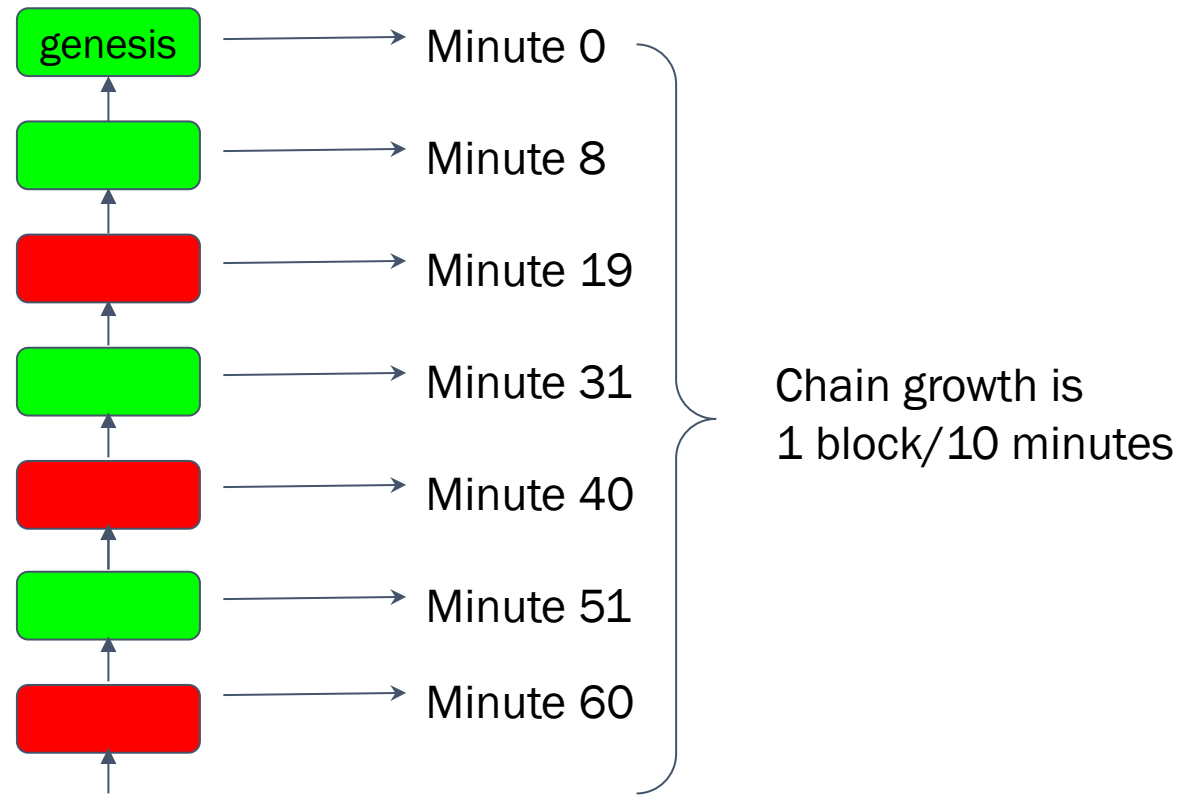 genesis
Minute 0
Minute 8
Minute 19
Minute 31
Minute 40
Minute 51
Minute 60
Chain growth is
1 block/10 minutes